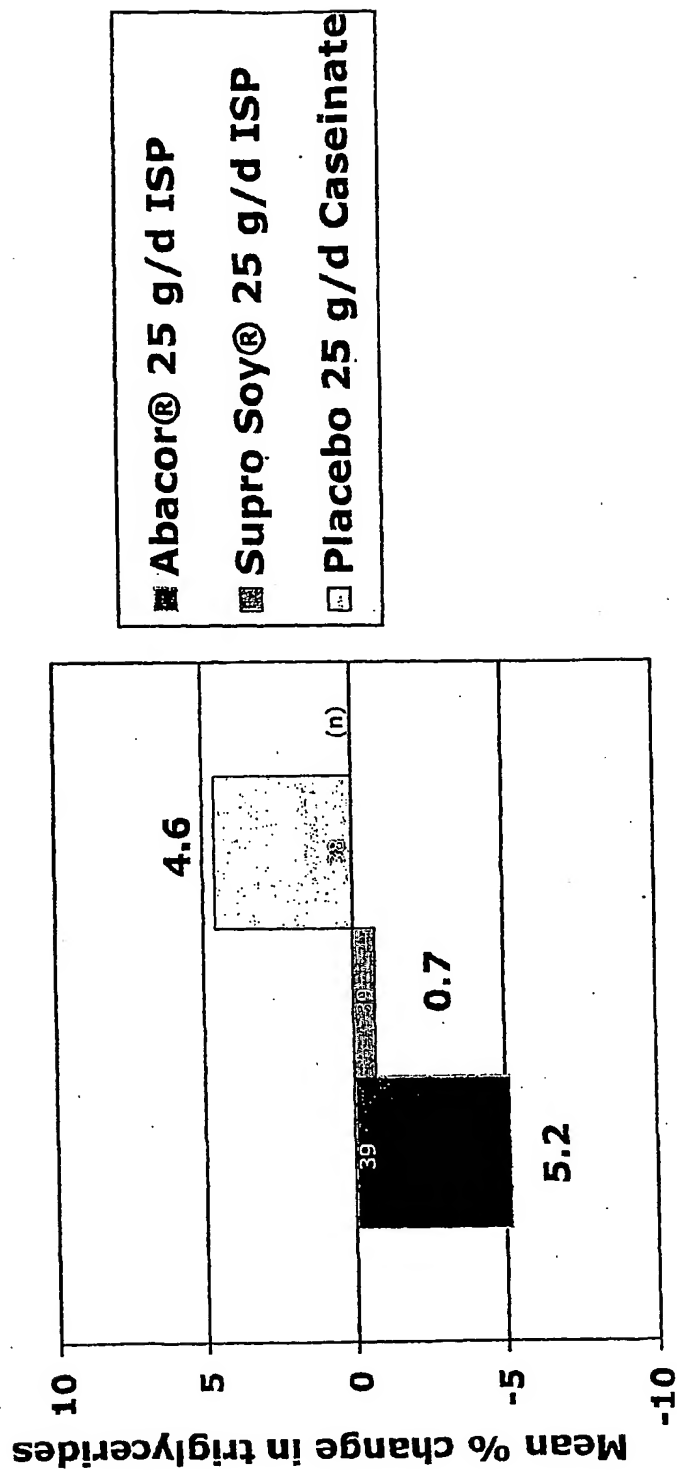 Mean % change in triglycerides
10
5
0
-5
-10
4.6
0.7
5.2
39
39
38
(n)
Abacor® 25 g/d ISP
Supro Soy® 25 g/d ISP
Placebo 25 g/d Caseinate